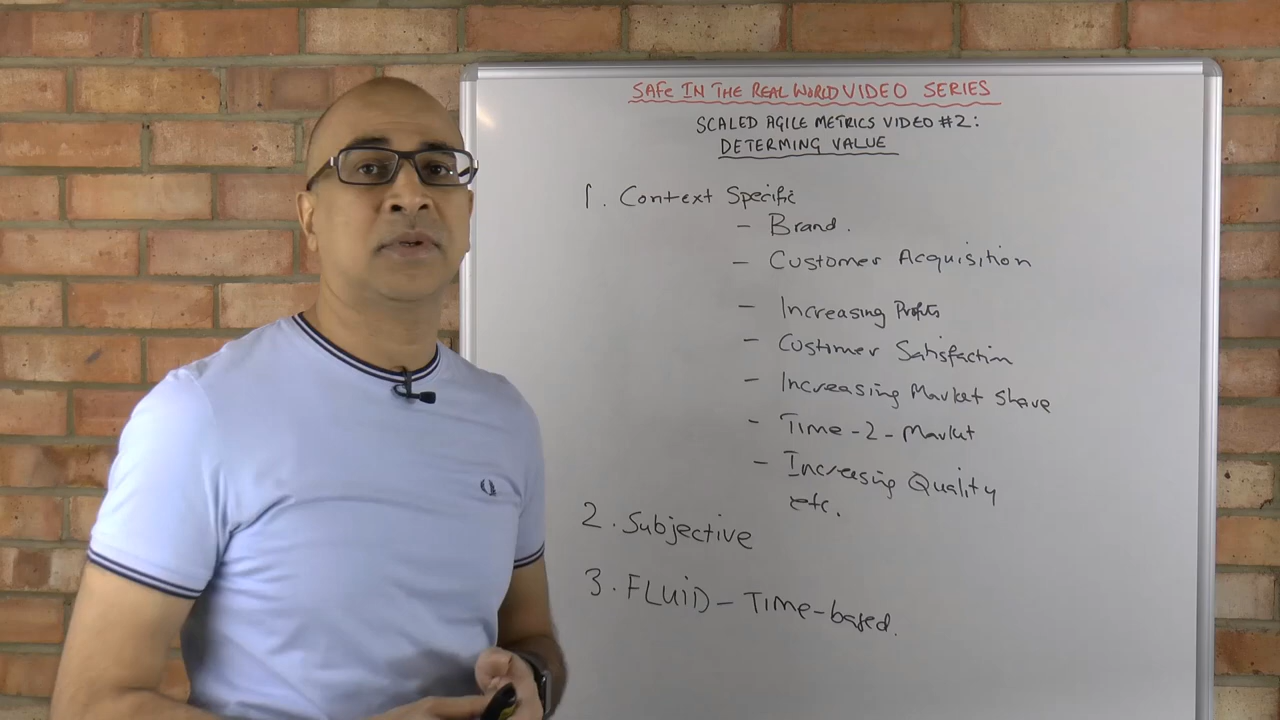 SAFe IN THE REAL WORLD VIDEO SERIES
SCALED AGILE METRICS VIDEO #2:
DETERMING VALUE
1. Context Specific
- Brand.
- Customer Acquisition
- Increasing Profits
- Customer Satisfaction
- Increasing Market Share
- Time-2-Market
- Increasing Quality
etc.
2. Subjective
3. FLUID - Time-based.